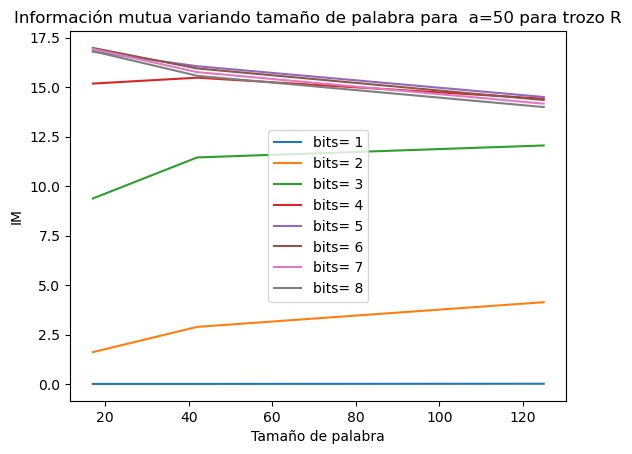 Información mutua variando tamaño de palabra para  a=50 para trozo R
17.5
15.0
12.5
10.0
7.5
5.0
2.5
0.0
IM
bits= 1
bits= 2
bits= 3
bits= 4
bits= 5
bits= 6
bits= 7
bits= 8
20
40
60
80
100
120
Tamaño de palabra